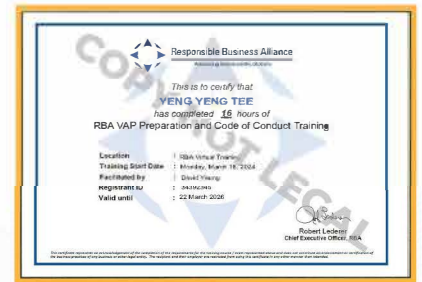 Responsible Business Alliance
This is to certify that
YENG YENG TEE
has completed 16 hours of
RBA VAP Preparation and Code of Conduct Training
COPY NOT LEGAL
Location : RBA Virtual Training
Training Start Date : Monday, March 18, 2024
Facilitated by : David
Registrant ID : 34392345
Valid until : 22 March 2026
Robert Lederer
Chief Executive Officer, RBA